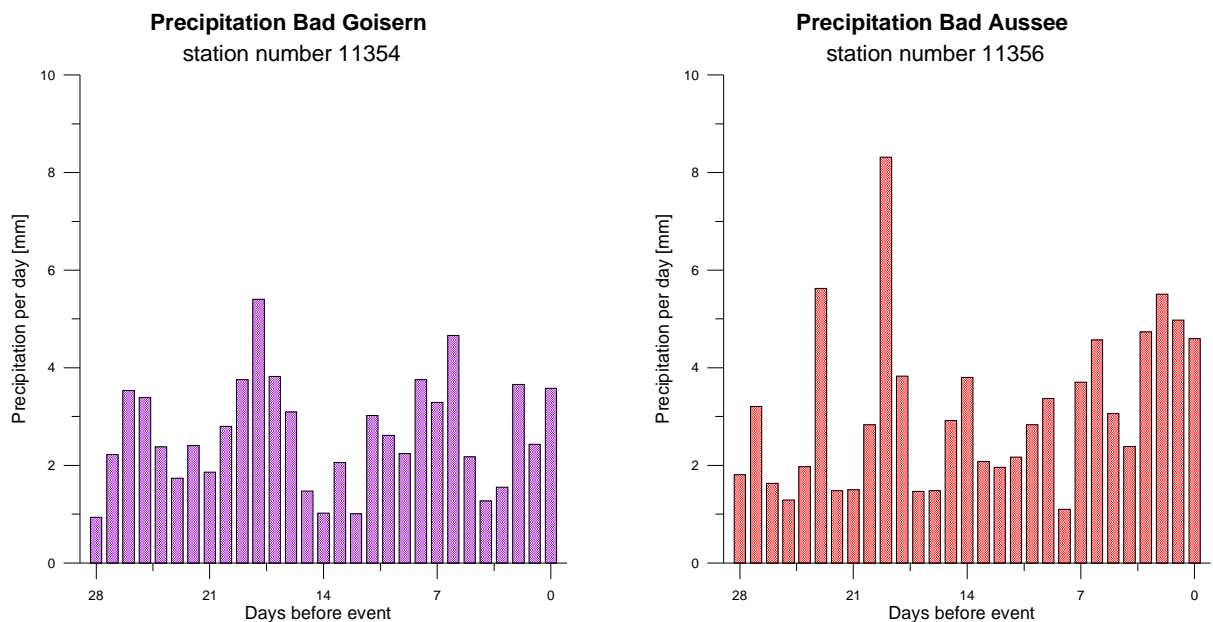 Precipitation Bad Goisern
station number 11354
10
8
6
4
2
0
Precipitation per day [mm]
28
21
14
7
0
Days before event
Precipitation Bad Aussee
station number 11356
10
8
6
4
2
0
Precipitation per day [mm]
28
21
14
7
0
Days before event